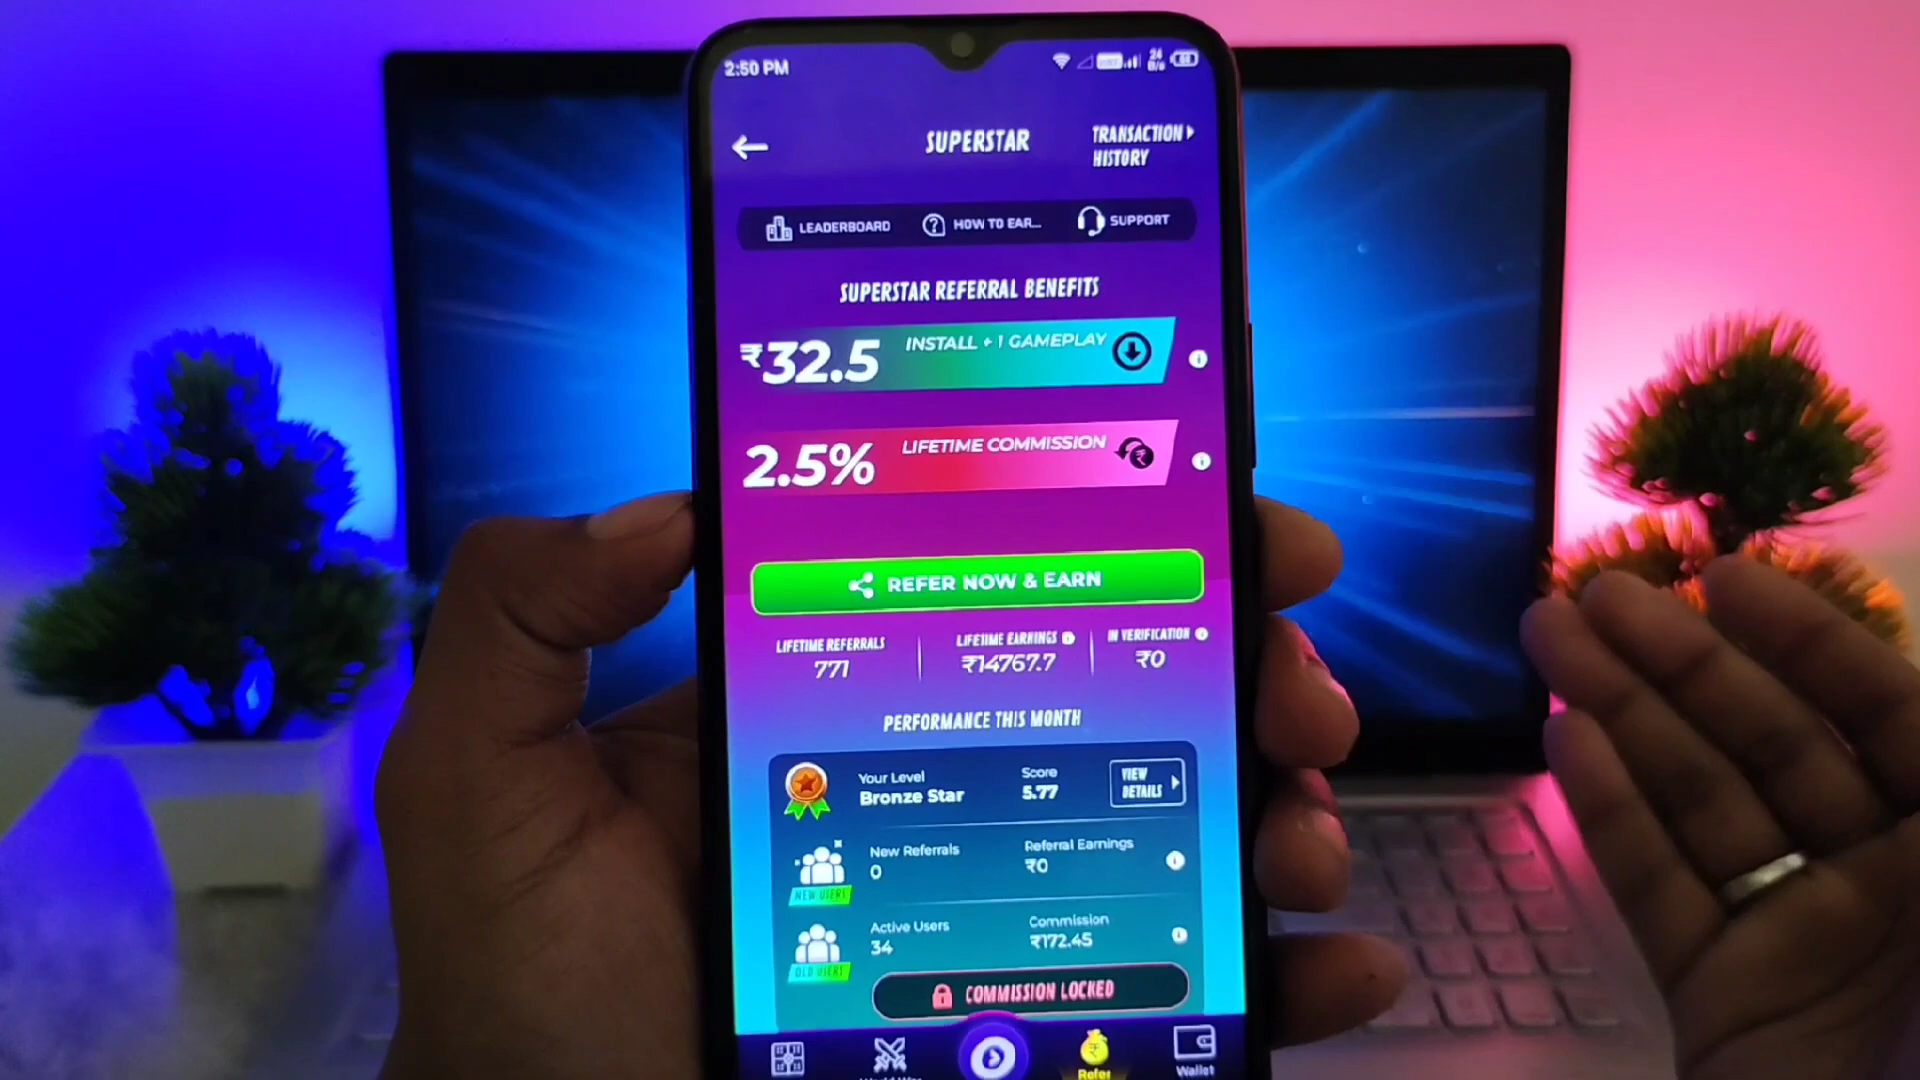 2:50 PM
24
B/s
SUPERSTAR
TRANSACTION
HISTORY
LEADERBOARD
HOW TO EAR...
SUPPORT
SUPERSTAR REFERRAL BENEFITS
₹32.5
INSTALL + 1 GAMEPLAY
2.5%
LIFETIME COMMISSION
REFER NOW & EARN
LIFETIME REFERRALS
771
LIFETIME EARNINGS
₹14767.7
IN VERIFICATION
₹0
PERFORMANCE THIS MONTH
Your Level
Bronze Star
Score
5.77
VIEW
DETAILS
New Referrals
0
Referral Earnings
₹0
NEW USERS
Active Users
34
Commission
₹172.45
OLD USERS
COMMISSION LOCKED
Refer
Wallet